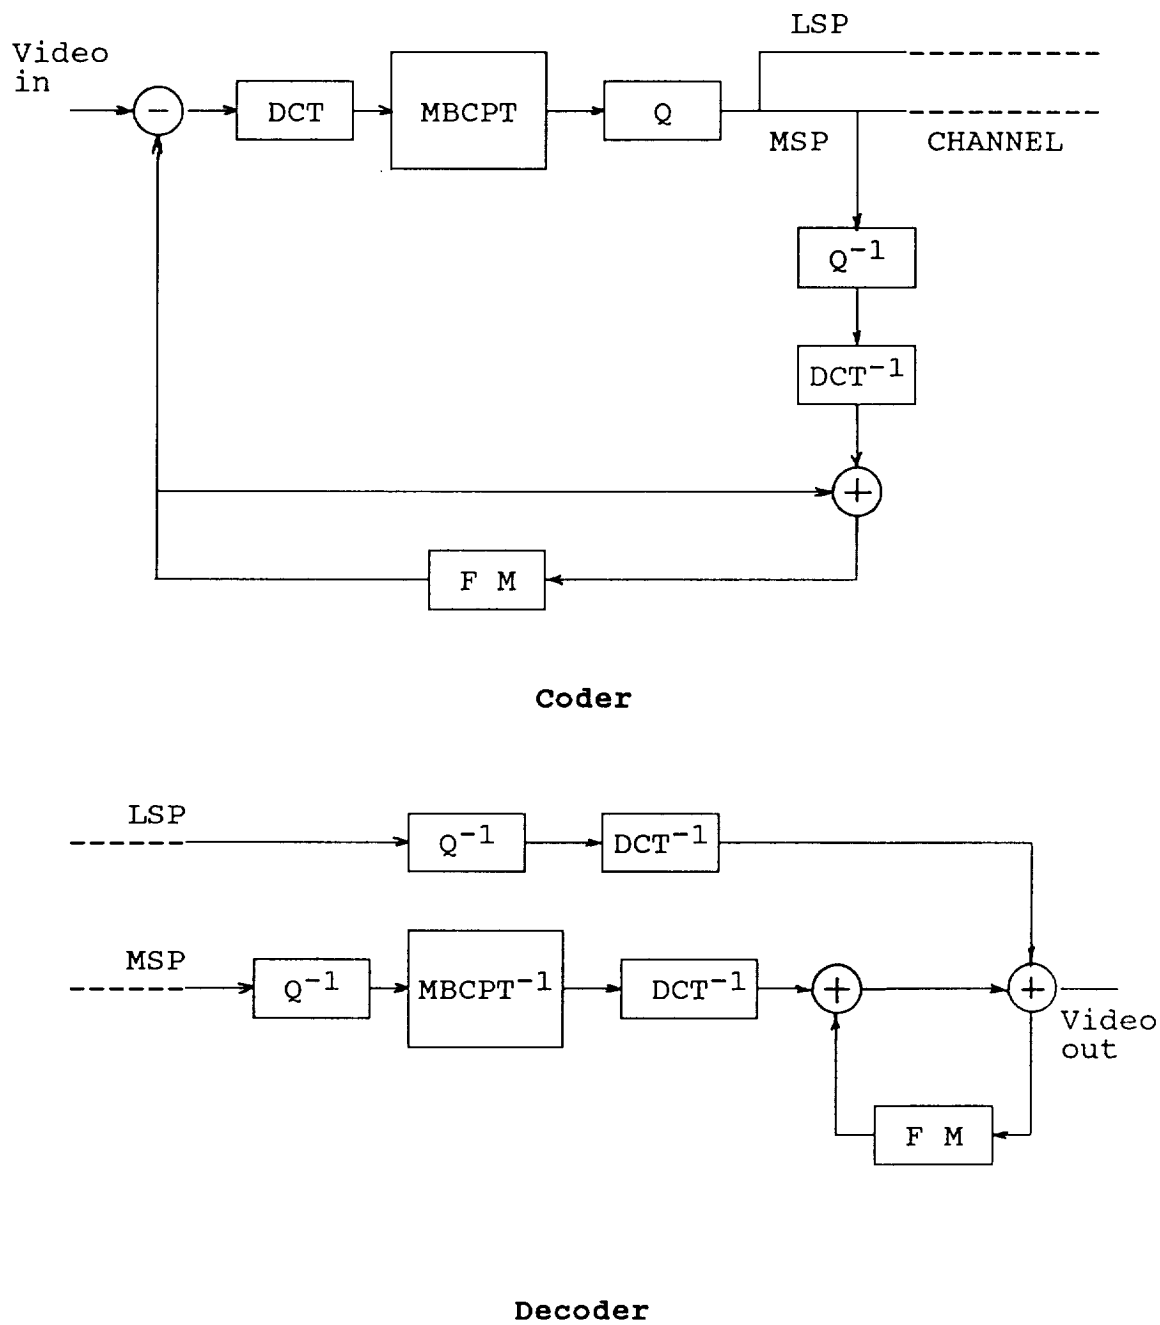 LSP
Video
in
−
DCT
MBCPT
Q
MSP
CHANNEL
Q⁻¹
DCT⁻¹
+
F M
Coder
LSP
Q⁻¹
DCT⁻¹
MSP
Q⁻¹
MBCPT⁻¹
DCT⁻¹
+
+
Video
out
F M
Decoder